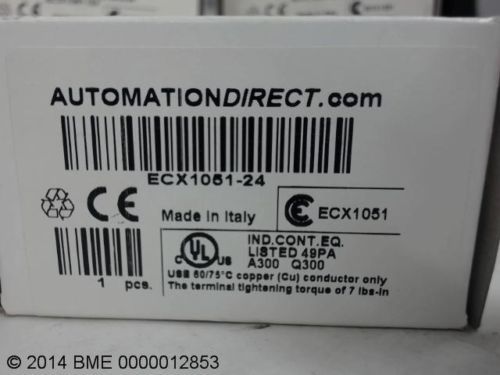 AUTOMATIONDIRECT.com
ECX1051-24
CE
Made in Italy
ECX1051
UL
IND.CONT.EQ.
LISTED 49PA
A300 Q300
1 pcs.
USE 60/75°C copper (Cu) conductor only
The terminal tightening torque of 7 lbs-in
© 2014 BME 0000012853